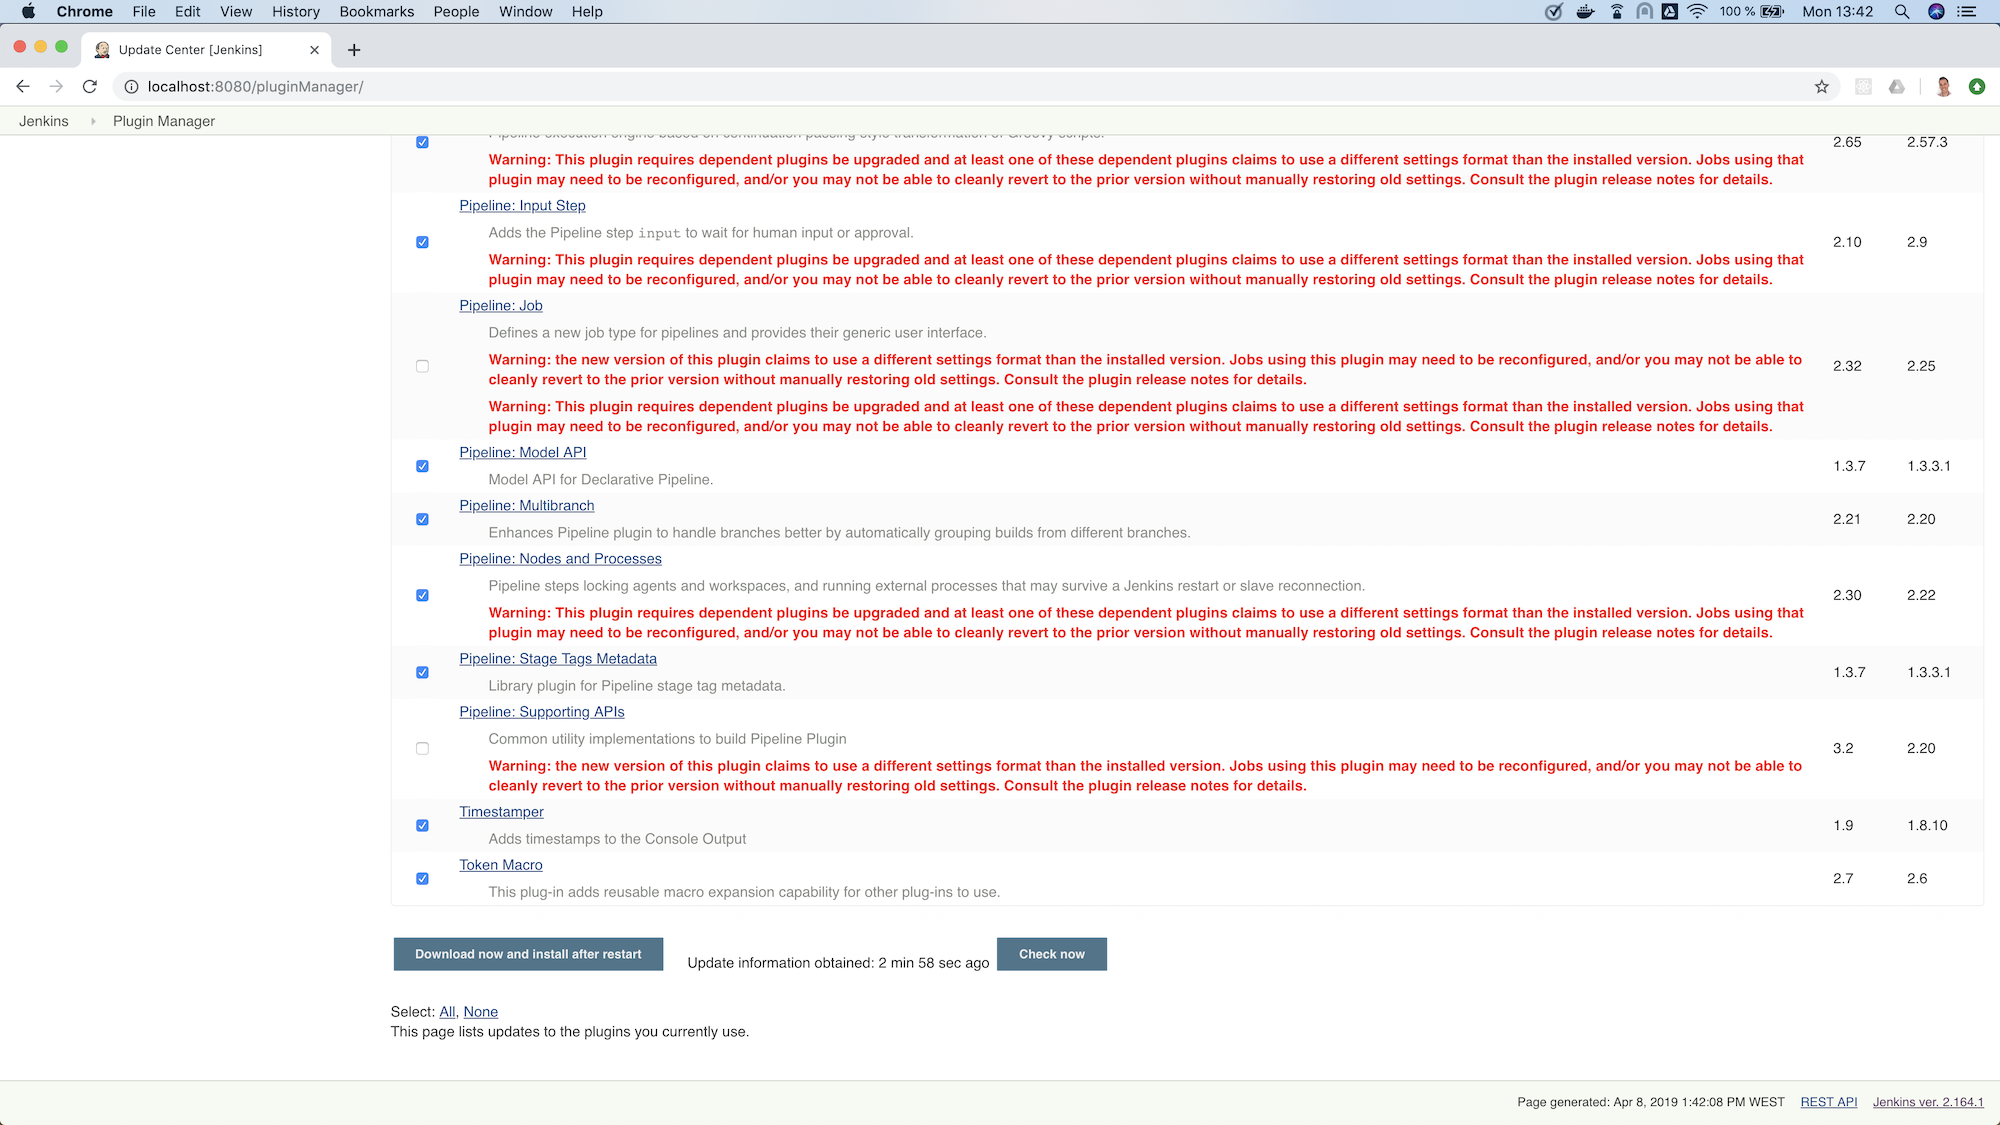 Chrome File Edit View History Bookmarks People Window Help 100 % Mon 13:42
Update Center [Jenkins]
localhost:8080/pluginManager/
Jenkins Plugin Manager
Pipeline execution engine based on continuation passing style transformation of Groovy scripts.
2.65 2.57.3
Warning: This plugin requires dependent plugins be upgraded and at least one of these dependent plugins claims to use a different settings format than the installed version. Jobs using that
plugin may need to be reconfigured, and/or you may not be able to cleanly revert to the prior version without manually restoring old settings. Consult the plugin release notes for details.
Pipeline: Input Step
Adds the Pipeline step input to wait for human input or approval.
2.10 2.9
Warning: This plugin requires dependent plugins be upgraded and at least one of these dependent plugins claims to use a different settings format than the installed version. Jobs using that
plugin may need to be reconfigured, and/or you may not be able to cleanly revert to the prior version without manually restoring old settings. Consult the plugin release notes for details.
Pipeline: Job
Defines a new job type for pipelines and provides their generic user interface.
Warning: the new version of this plugin claims to use a different settings format than the installed version. Jobs using this plugin may need to be reconfigured, and/or you may not be able to
2.32 2.25
cleanly revert to the prior version without manually restoring old settings. Consult the plugin release notes for details.
Warning: This plugin requires dependent plugins be upgraded and at least one of these dependent plugins claims to use a different settings format than the installed version. Jobs using that
plugin may need to be reconfigured, and/or you may not be able to cleanly revert to the prior version without manually restoring old settings. Consult the plugin release notes for details.
Pipeline: Model API
1.3.7 1.3.3.1
Model API for Declarative Pipeline.
Pipeline: Multibranch
2.21 2.20
Enhances Pipeline plugin to handle branches better by automatically grouping builds from different branches.
Pipeline: Nodes and Processes
Pipeline steps locking agents and workspaces, and running external processes that may survive a Jenkins restart or slave reconnection.
2.30 2.22
Warning: This plugin requires dependent plugins be upgraded and at least one of these dependent plugins claims to use a different settings format than the installed version. Jobs using that
plugin may need to be reconfigured, and/or you may not be able to cleanly revert to the prior version without manually restoring old settings. Consult the plugin release notes for details.
Pipeline: Stage Tags Metadata
1.3.7 1.3.3.1
Library plugin for Pipeline stage tag metadata.
Pipeline: Supporting APIs
Common utility implementations to build Pipeline Plugin
3.2 2.20
Warning: the new version of this plugin claims to use a different settings format than the installed version. Jobs using this plugin may need to be reconfigured, and/or you may not be able to
cleanly revert to the prior version without manually restoring old settings. Consult the plugin release notes for details.
Timestamper
1.9 1.8.10
Adds timestamps to the Console Output
Token Macro
2.7 2.6
This plug-in adds reusable macro expansion capability for other plug-ins to use.
Download now and install after restart Update information obtained: 2 min 58 sec ago Check now
Select: All, None
This page lists updates to the plugins you currently use.
Page generated: Apr 8, 2019 1:42:08 PM WEST REST API Jenkins ver. 2.164.1